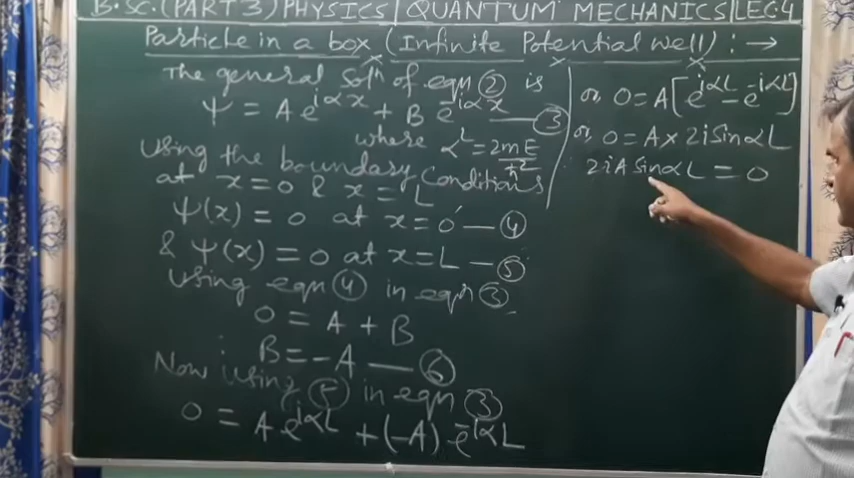 B.SC.(PART 3) PHYSICS | QUANTUM MECHANICS | LEC 4
Particle in a box (Infinite Potential well) : →
The general solⁿ of eqn ② is
Ψ = A e^{iαx} + B e^{-iαx} — ③
where α² = 2mE/ħ²
Using the boundary Conditions
at x = 0 & x = L
Ψ(x) = 0 at x = 0 — ④
& Ψ(x) = 0 at x = L — ⑤
Using eqn ④ in eqn ③
0 = A + B
B = -A — ⑥
Now using ⑤ in eqn ③
0 = A e^{iαL} + (-A) e^{-iαL}
or, 0 = A[e^{iαL} - e^{-iαL}]
or, 0 = A × 2i Sin αL
2iA Sin αL = 0